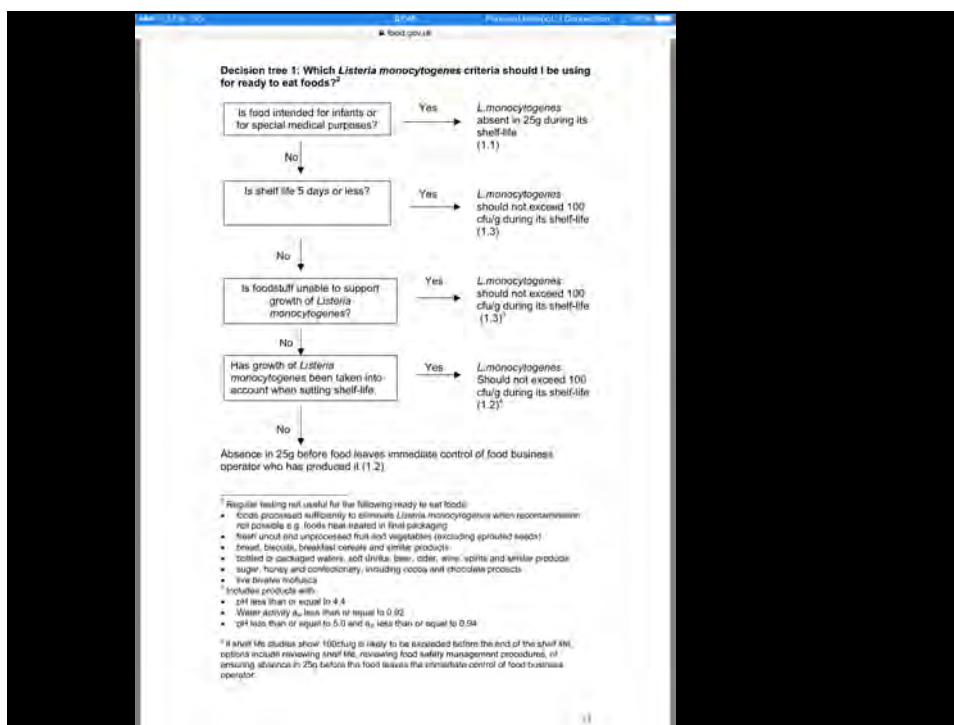 food.gov.uk
Decision tree 1: Which Listeria monocytogenes criteria should I be using
for ready to eat foods?²
Is food intended for infants or
for special medical purposes?
Yes
L.monocytogenes
absent in 25g during its
shelf-life
(1.1)
No
Is shelf life 5 days or less?
Yes
L.monocytogenes
should not exceed 100
cfu/g during its shelf-life
(1.3)
No
Is foodstuff unable to support
growth of Listeria
monocytogenes?
Yes
L.monocytogenes
should not exceed 100
cfu/g during its shelf-life
(1.3)³
No
Has growth of Listeria
monocytogenes been taken into
account when setting shelf-life.
Yes
L.monocytogenes
Should not exceed 100
cfu/g during its shelf-life
(1.2)⁴
No
Absence in 25g before food leaves immediate control of food business
operator who has produced it (1.2)
Regular testing not useful for the following ready to eat foods
• foods processed sufficiently to eliminate Listeria monocytogenes when recontamination
not possible e.g. foods heat treated in final packaging
• fresh uncut and unprocessed fruit and vegetables (excluding sprouted seeds)
• bread, biscuits, breakfast cereals and similar products
• bottled or packaged waters, soft drinks, beer, cider, wine, spirits and similar products
• sugar, honey and confectionery, including cocoa and chocolate products
• live bivalve molluscs
Includes products with
• pH less than or equal to 4.4
• Water activity aw less than or equal to 0.92
• pH less than or equal to 5.0 and aw less than or equal to 0.94
If shelf life studies show 100cfu/g is likely to be exceeded before the end of the shelf life,
options include reviewing shelf life, reviewing food safety management procedures, or
ensuring absence in 25g before the food leaves the immediate control of food business
operator.